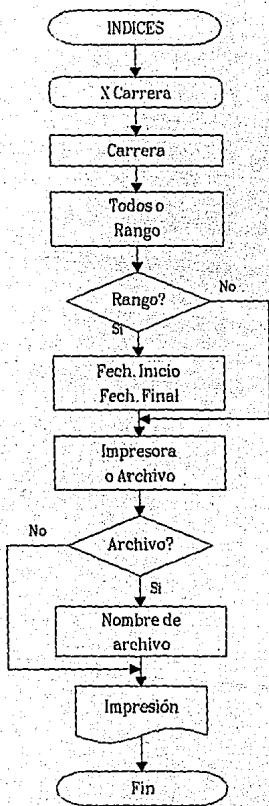 INDICES
X Carrera
Carrera
Todos o
Rango
Rango?
No
Si
Fech. Inicio
Fech. Final
Impresora
o Archivo
Archivo?
No
Si
Nombre de
archivo
Impresión
Fin